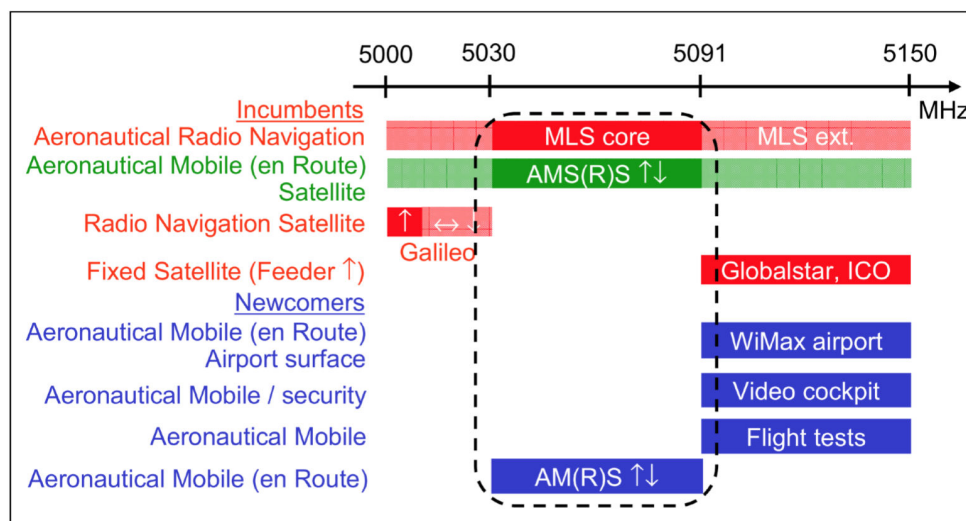 5000 5030 5091 5150
MHz
Incumbents
Aeronautical Radio Navigation MLS core MLS ext.
Aeronautical Mobile (en Route) AMS(R)S ↑↓
Satellite
Radio Navigation Satellite ↑ ↔
Galileo
Fixed Satellite (Feeder ↑) Globalstar, ICO
Newcomers
Aeronautical Mobile (en Route) WiMax airport
Airport surface
Aeronautical Mobile / security Video cockpit
Aeronautical Mobile Flight tests
Aeronautical Mobile (en Route) AM(R)S ↑↓